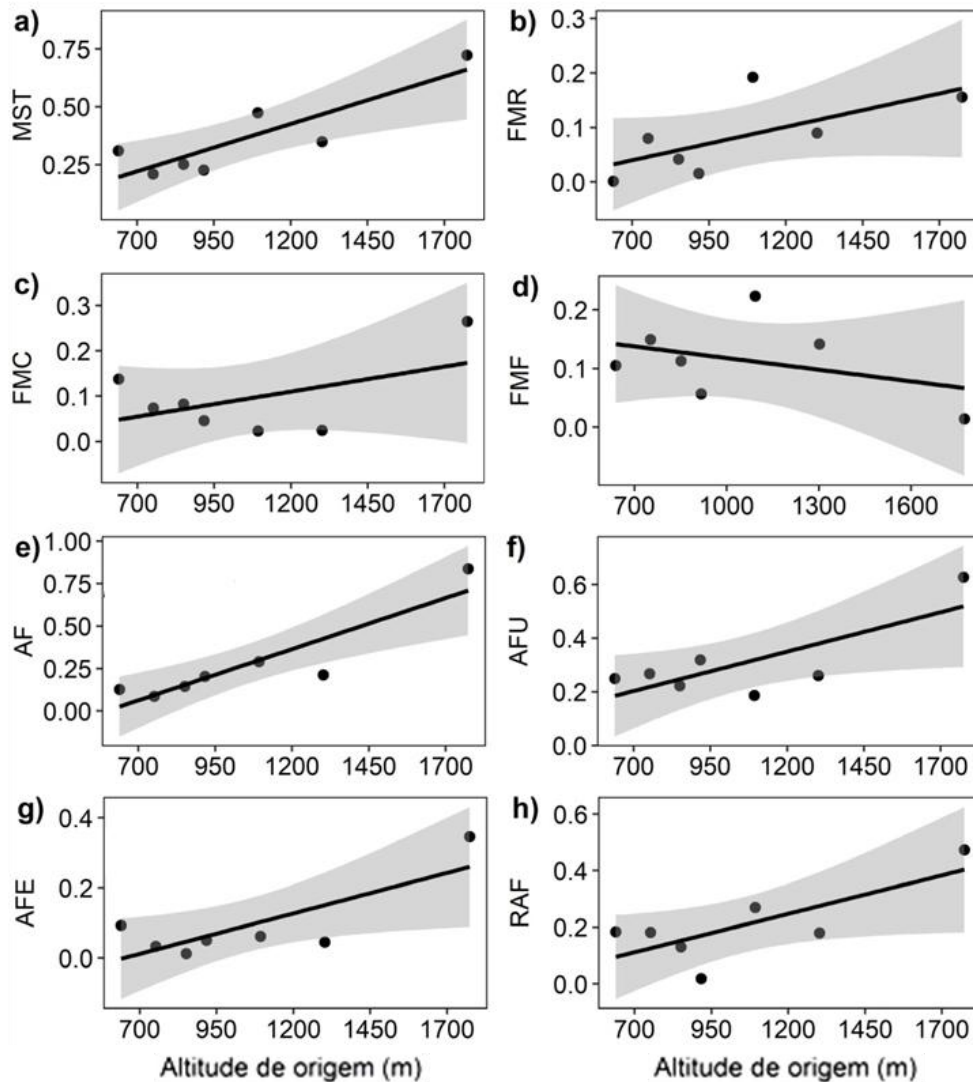 a)
MST
0.75
0.50
0.25
700 950 1200 1450 1700
b)
FMR
0.3
0.2
0.1
0.0
700 950 1200 1450 1700
c)
FMC
0.3
0.2
0.1
0.0
700 950 1200 1450 1700
d)
FMF
0.2
0.1
0.0
700 1000 1300 1600
e)
AF
1.00
0.75
0.50
0.25
0.00
700 950 1200 1450 1700
f)
AFU
0.6
0.4
0.2
0.0
700 950 1200 1450 1700
g)
AFE
0.4
0.2
0.0
700 950 1200 1450 1700
Altitude de origem (m)
h)
RAF
0.6
0.4
0.2
0.0
700 950 1200 1450 1700
Altitude de origem (m)